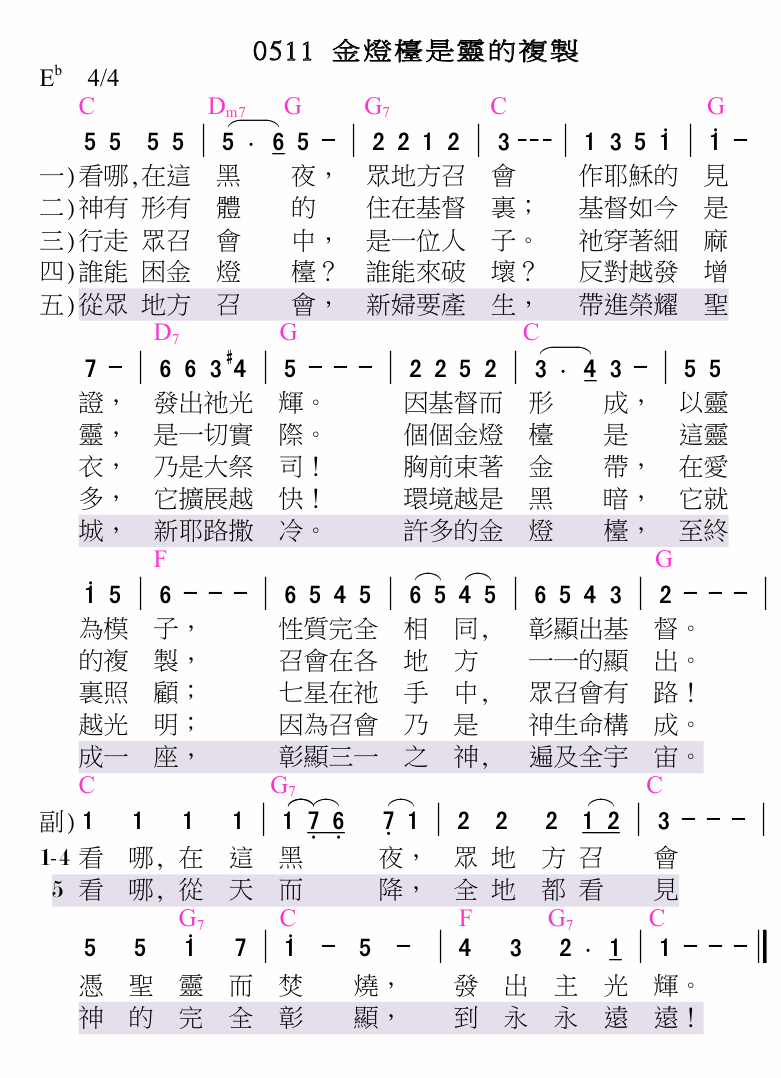 0511 金燈檯是靈的複製
E♭ 4/4
C Dm7 G G7 C G
5 5 5 5 | 5 · 6 5 - | 2 2 1 2 | 3 - - - | 1 3 5 i | i -
一)看哪,在這 黑 夜， 眾地方召 會 作耶穌的 見
二)神有 形有 體 的 住在基督 裏； 基督如今 是
三)行走 眾召 會 中， 是一位人 子。 祂穿著細 麻
四)誰能 困金 燈 檯？ 誰能來破 壞？ 反對越發 增
五)從眾 地方 召 會， 新婦要產 生， 帶進榮耀 聖
D7 G C
7 - | 6 6 3 #4 | 5 - - - | 2 2 5 2 | 3 · 4 3 - | 5 5
證， 發出祂光 輝。 因基督而 形 成， 以靈
靈， 是一切實 際。 個個金燈 檯 是 這靈
衣， 乃是大祭 司！ 胸前束著 金 帶， 在愛
多， 它擴展越 快！ 環境越是 黑 暗， 它就
城， 新耶路撒 冷。 許多的金 燈 檯， 至終
F G
i 5 | 6 - - - | 6 5 4 5 | 6 5 4 5 | 6 5 4 3 | 2 - - - |
為模 子， 性質完全 相 同, 彰顯出基 督。
的複 製， 召會在各 地 方 一一的顯 出。
裏照 顧； 七星在祂 手 中, 眾召會有 路！
越光 明； 因為召會 乃 是 神生命構 成。
成一 座， 彰顯三一 之 神, 遍及全宇 宙。
C G7 C
副) 1 1 1 1 | 1 7 6 7 1 | 2 2 2 1 2 | 3 - - - |
1-4 看 哪, 在 這 黑 夜， 眾 地 方 召 會
5 看 哪, 從 天 而 降， 全 地 都 看 見
G7 C F G7 C
5 5 i 7 | i - 5 - | 4 3 2 · 1 | 1 - - - ‖
憑 聖 靈 而 焚 燒， 發 出 主 光 輝。
神 的 完 全 彰 顯， 到 永 永 遠 遠！